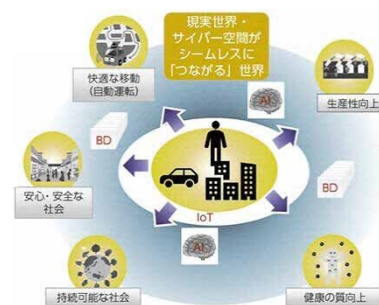 現実世界・
サイバー空間が
シームレスに
「つながる」世界
快適な移動
(自動運転)
AI
生産性向上
BD
BD
安心・安全な
社会
IoT
AI
持続可能な社会
健康の質向上